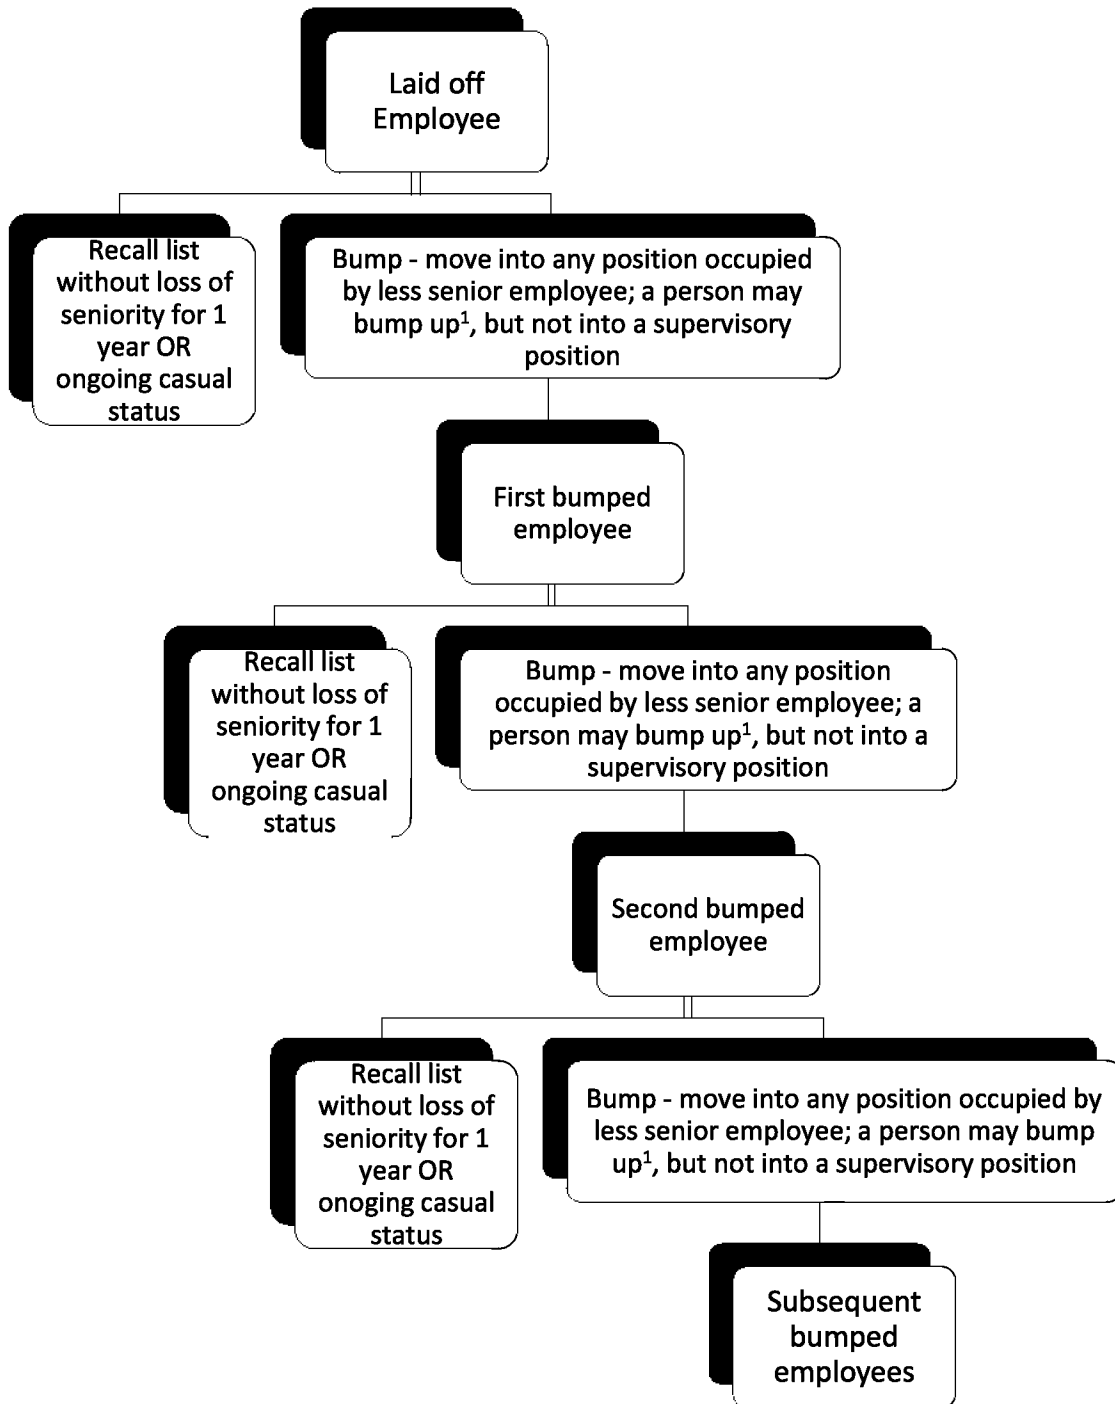 Laid off
Employee
Recall list
without loss of
seniority for 1
year OR
ongoing casual
status
Bump - move into any position occupied
by less senior employee; a person may
bump up¹, but not into a supervisory
position
First bumped
employee
Recall list
without loss of
seniority for 1
year OR
ongoing casual
status
Bump - move into any position
occupied by less senior employee; a
person may bump up¹, but not into a
supervisory position
Second bumped
employee
Recall list
without loss of
seniority for 1
year OR
onoging casual
status
Bump - move into any position occupied by
less senior employee; a person may bump
up¹, but not into a supervisory position
Subsequent
bumped
employees